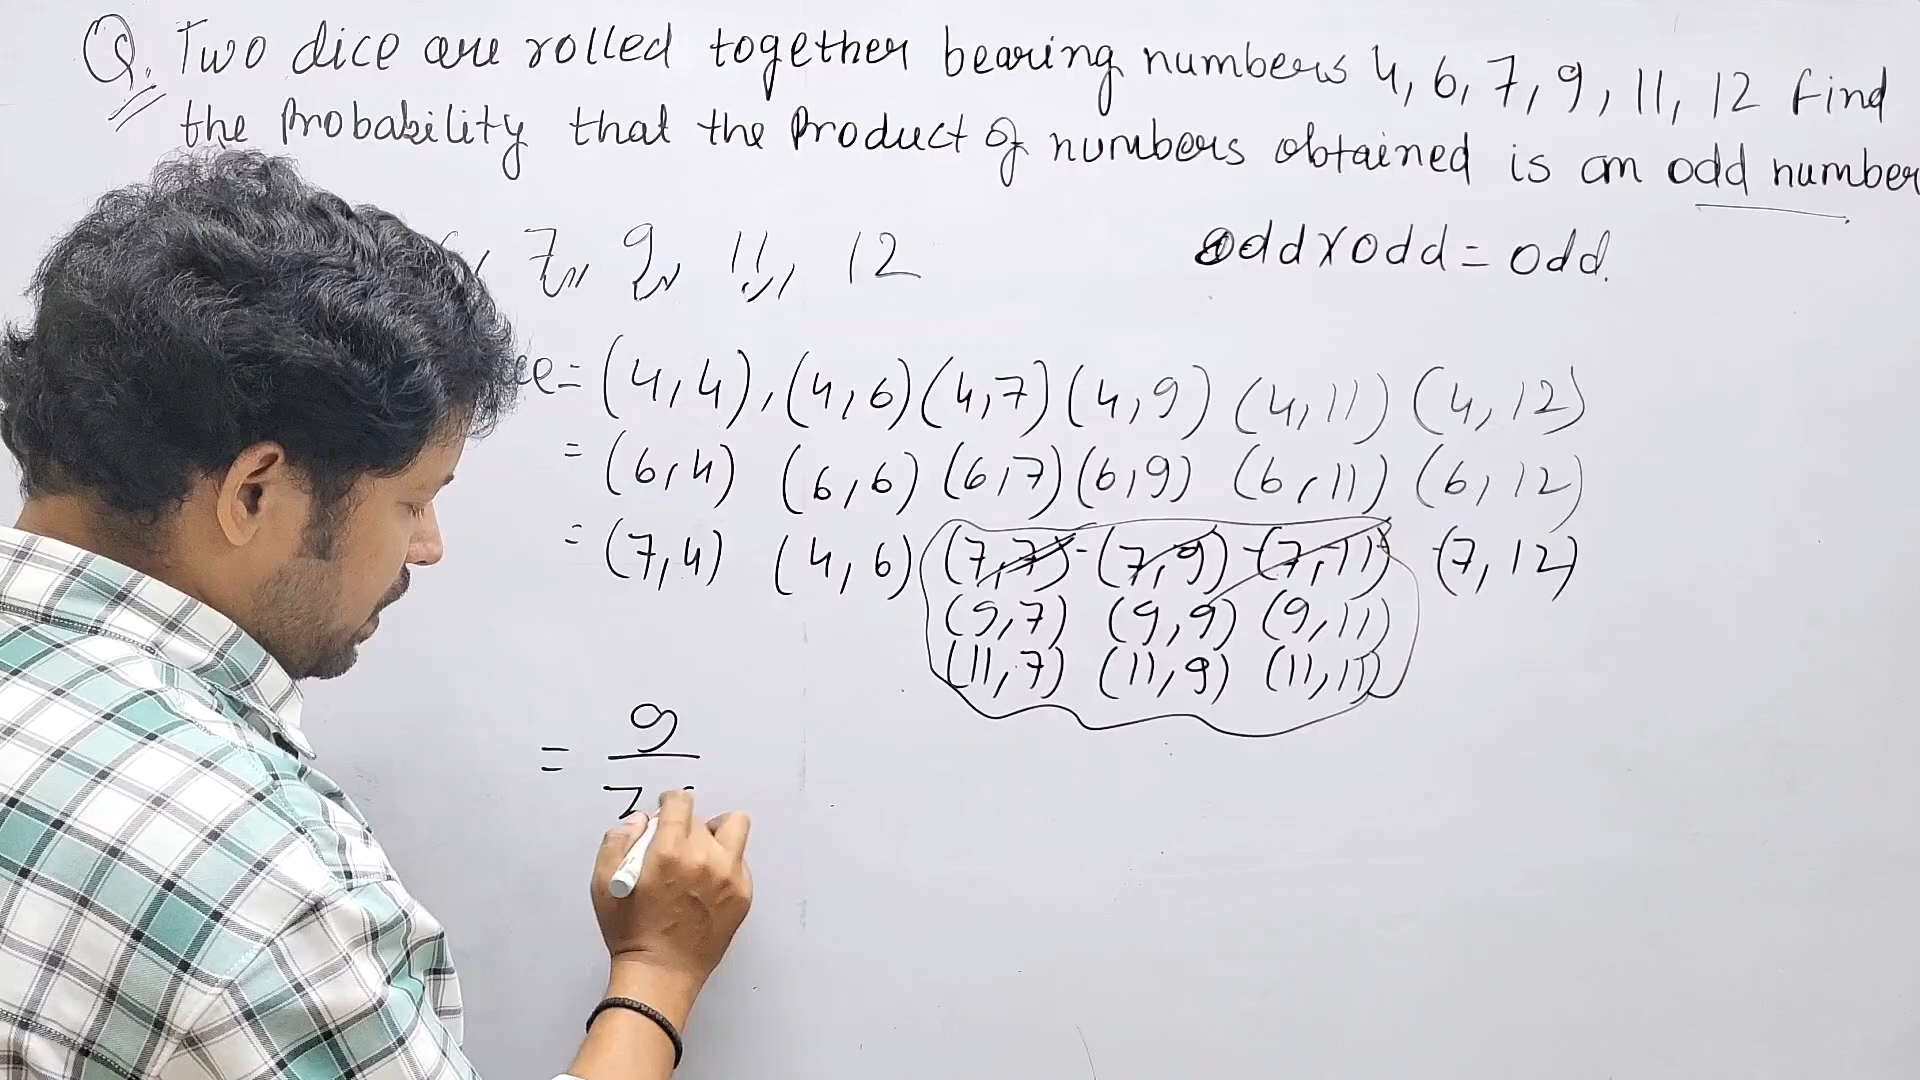 Q. Two dice are rolled together bearing numbers 4, 6, 7, 9, 11, 12 find
the Probability that the Product of numbers obtained is an odd number
7, 9, 11, 12
odd x odd = odd.
= (4,4), (4,6) (4,7) (4,9) (4,11) (4,12)
= (6,4) (6,6) (6,7) (6,9) (6,11) (6,12)
= (7,4) (4,6) (7,7) - (7,9) - (7,11) - (7,12)
(9,7) (9,9) (9,11)
(11,7) (11,9) (11,11)
= 9